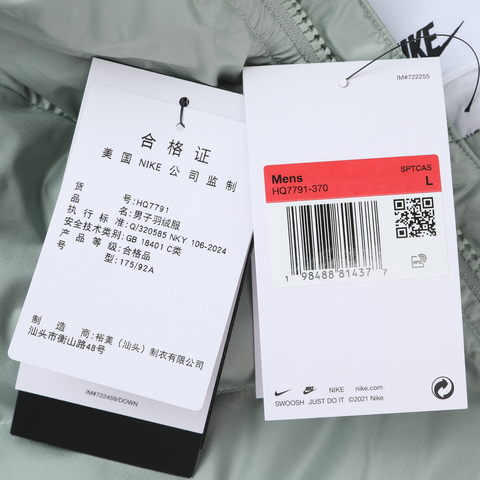 合格证
美国 NIKE 公司监制
货号:HQ7791
品名:男子羽绒服
执行标准:Q/320585 NKY 106-2024
安全技术类别:GB 18401 C类
产品等级:合格品
号型:175/92A
制造商:裕美(汕头)制衣有限公司
汕头市衡山路48号
IM#722459/DOWN
NIKE
IM#722255
SPTCAS
Mens L
HQ7791-370
1 98488 81437 7
NIKE nike.com
SWOOSH JUST DO IT ©2021 Nike